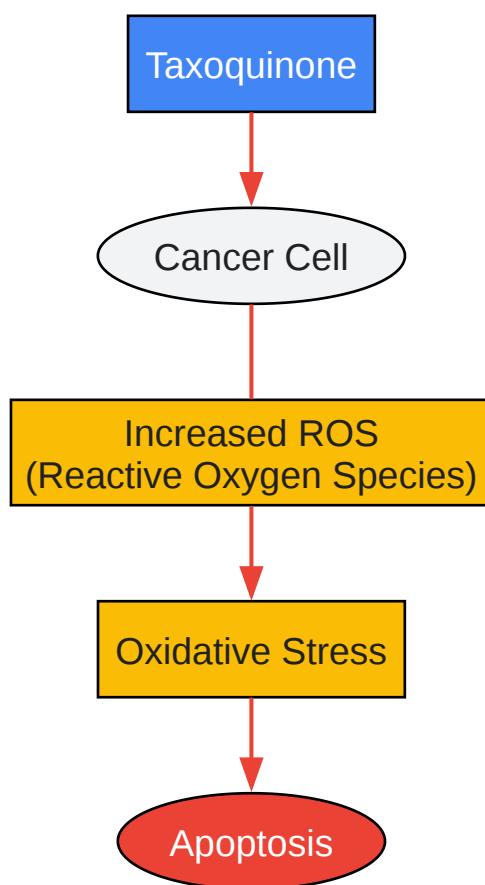 Taxoquinone
Cancer Cell
Increased ROS
(Reactive Oxygen Species)
Oxidative Stress
Apoptosis